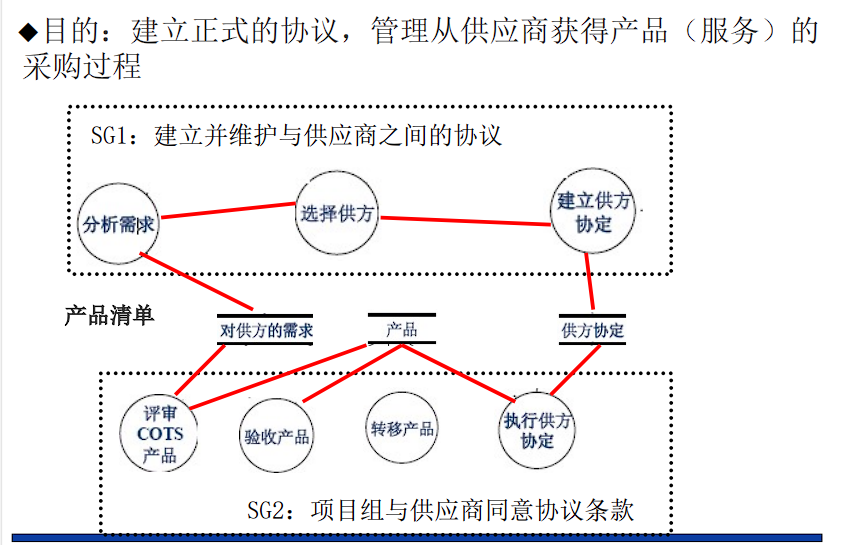 ◆目的：建立正式的协议，管理从供应商获得产品（服务）的
采购过程
SG1：建立并维护与供应商之间的协议
分析需求
选择供方
建立供方
协定
产品清单
对供方的需求
产品
供方协定
评审
COTS
产品
验收产品
转移产品
执行供方
协定
SG2：项目组与供应商同意协议条款